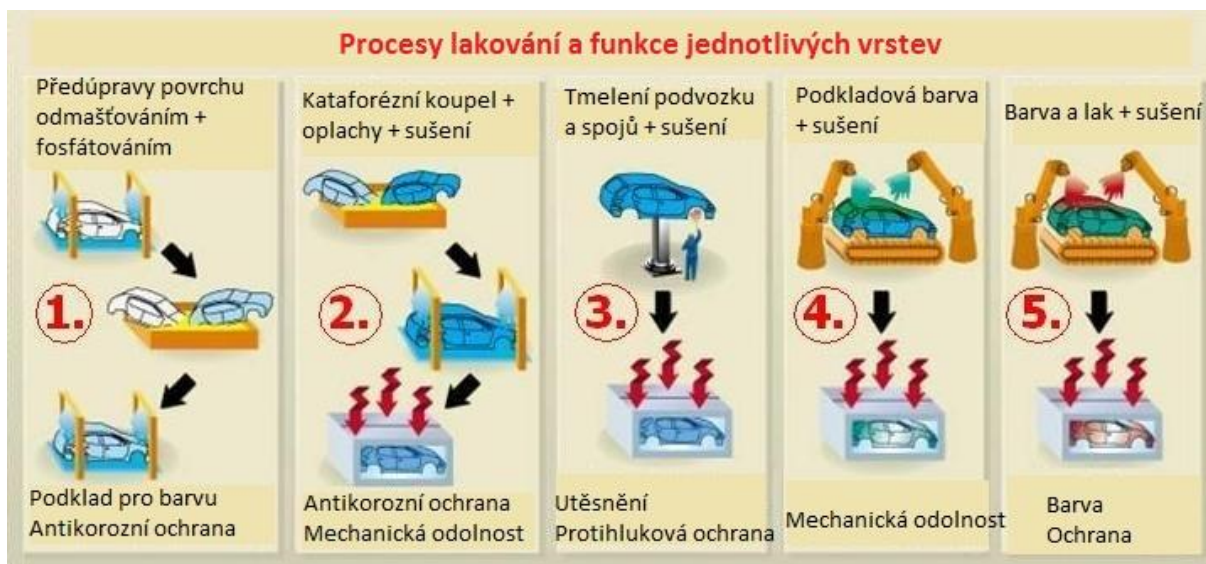 Procesy lakování a funkce jednotlivých vrstev
Předúpravy povrchu
odmašťováním +
fosfátováním
1.
Podklad pro barvu
Antikorozní ochrana
Kataforézní koupel +
oplachy + sušení
2.
Antikorozní ochrana
Mechanická odolnost
Tmelení podvozku
a spojů + sušení
3.
Utěsnění
Protihluková ochrana
Podkladová barva
+ sušení
4.
Mechanická odolnost
Barva a lak + sušení
5.
Barva
Ochrana